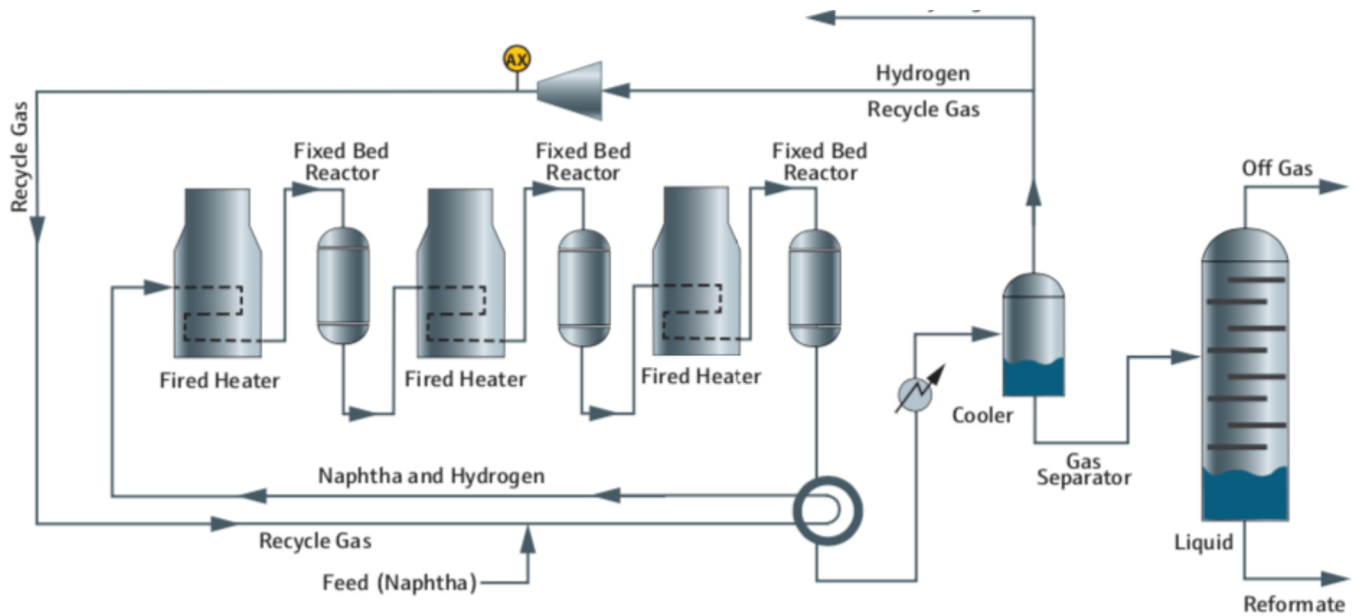 AX
Hydrogen
Recycle Gas
Recycle Gas
Fixed Bed
Reactor
Fixed Bed
Reactor
Fixed Bed
Reactor
Off Gas
Fired Heater
Fired Heater
Fired Heater
Cooler
Gas
Separator
Naphtha and Hydrogen
Recycle Gas
Feed (Naphtha)
Liquid
Reformate